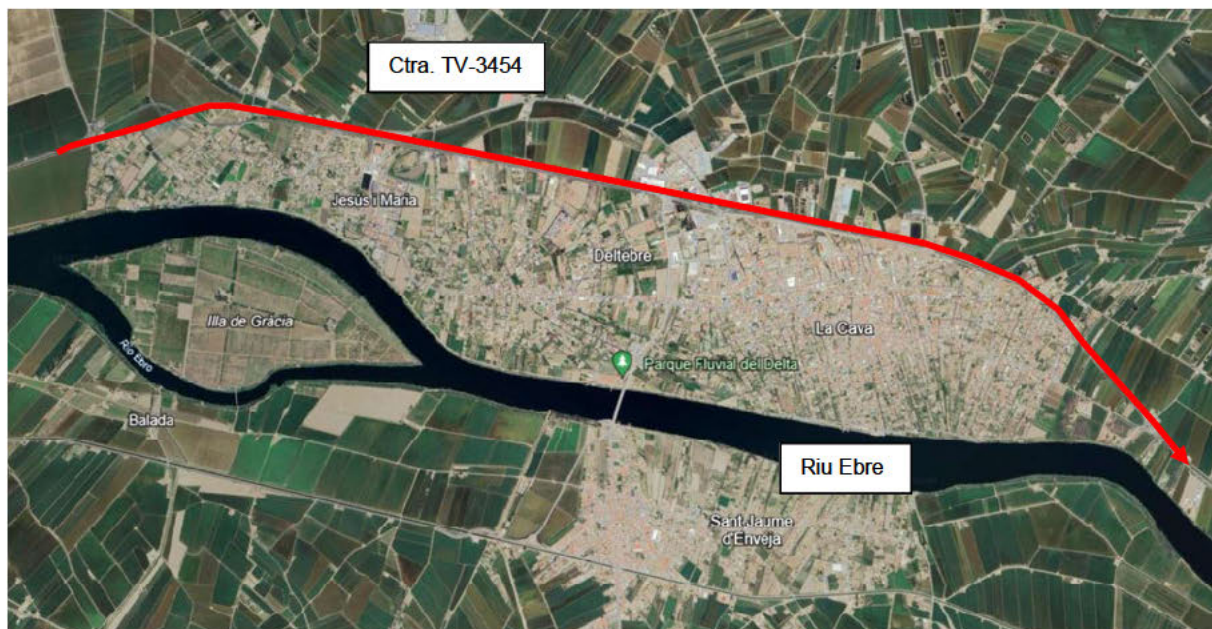 Ctra. TV-3454
Jesús i Maria
Deltebre
Illa de Gràcia
La Cava
Río Ebro
Parque Fluvial del Delta
Balada
Riu Ebre
Sant Jaume
d'Enveja